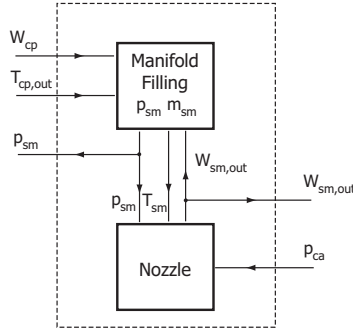 W_cp
T_cp,out
Manifold
Filling
p_sm m_sm
p_sm
W_sm,out
W_sm,out
p_sm T_sm
p_ca
Nozzle